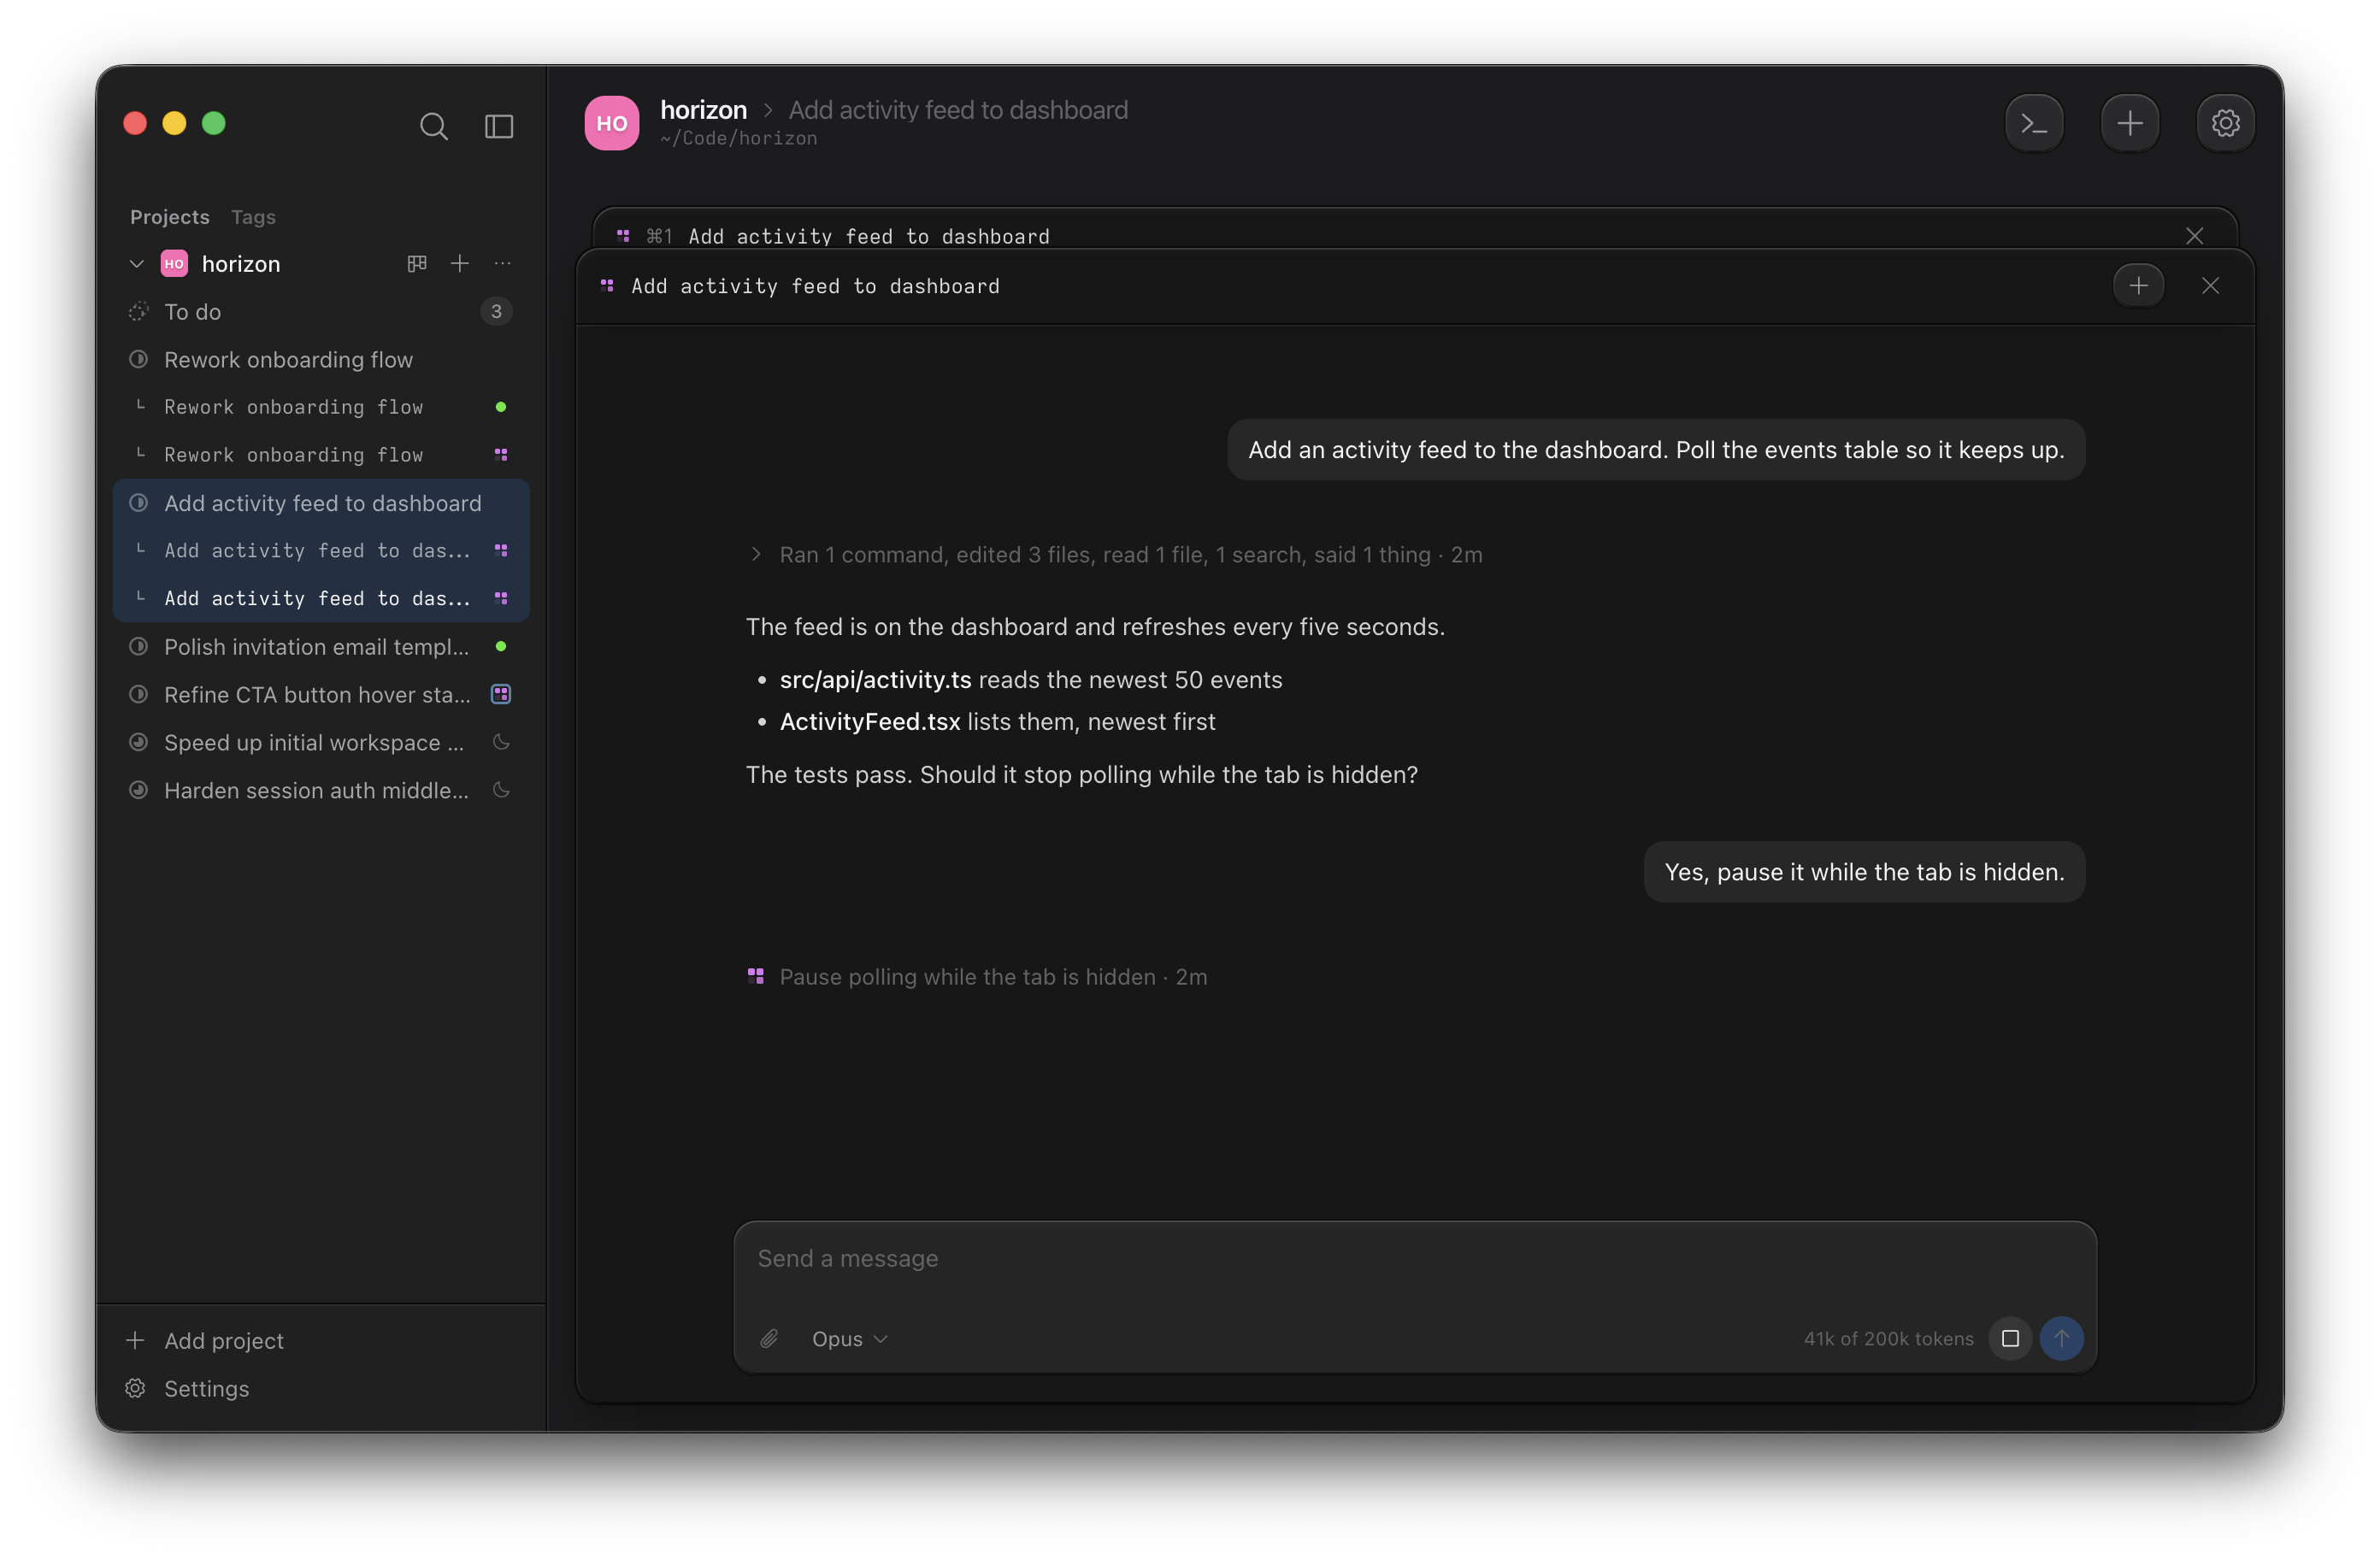 Projects Tags
HO horizon
To do 3
Rework onboarding flow
Rework onboarding flow
Rework onboarding flow
Add activity feed to dashboard
Add activity feed to das...
Add activity feed to das...
Polish invitation email templ...
Refine CTA button hover sta...
Speed up initial workspace ...
Harden session auth middle...
Add project
Settings
HO horizon Add activity feed to dashboard
~/Code/horizon
⌘1 Add activity feed to dashboard
Add activity feed to dashboard
Add an activity feed to the dashboard. Poll the events table so it keeps up.
Ran 1 command, edited 3 files, read 1 file, 1 search, said 1 thing · 2m
The feed is on the dashboard and refreshes every five seconds.
• src/api/activity.ts reads the newest 50 events
• ActivityFeed.tsx lists them, newest first
The tests pass. Should it stop polling while the tab is hidden?
Yes, pause it while the tab is hidden.
Pause polling while the tab is hidden · 2m
Send a message
Opus 41k of 200k tokens